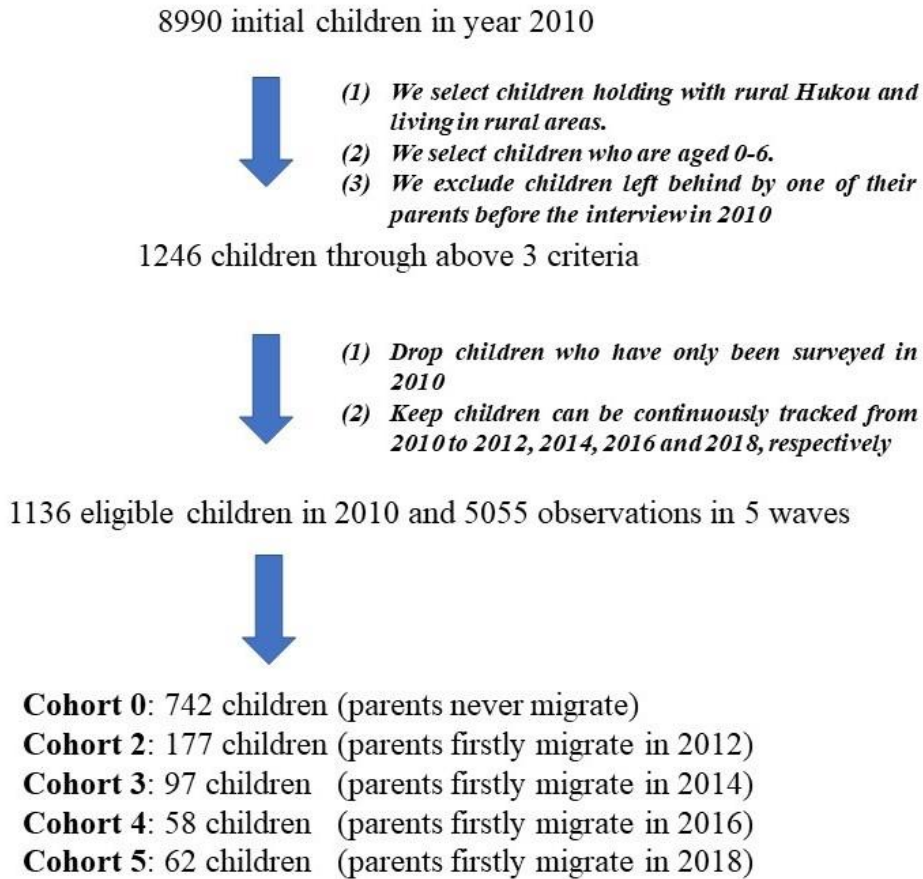 8990 initial children in year 2010
(1) We select children holding with rural Hukou and
living in rural areas.
(2) We select children who are aged 0-6.
(3) We exclude children left behind by one of their
parents before the interview in 2010
1246 children through above 3 criteria
(1) Drop children who have only been surveyed in
2010
(2) Keep children can be continuously tracked from
2010 to 2012, 2014, 2016 and 2018, respectively
1136 eligible children in 2010 and 5055 observations in 5 waves
Cohort 0: 742 children (parents never migrate)
Cohort 2: 177 children (parents firstly migrate in 2012)
Cohort 3: 97 children (parents firstly migrate in 2014)
Cohort 4: 58 children (parents firstly migrate in 2016)
Cohort 5: 62 children (parents firstly migrate in 2018)